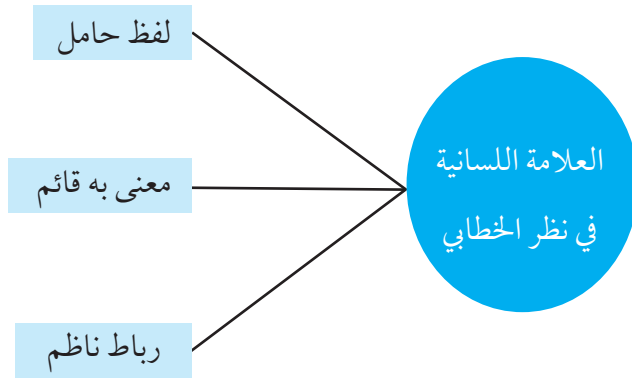 العلامة اللسانية
في نظر الخطابي
لفظ حامل
معنى به قائم
رباط ناظم